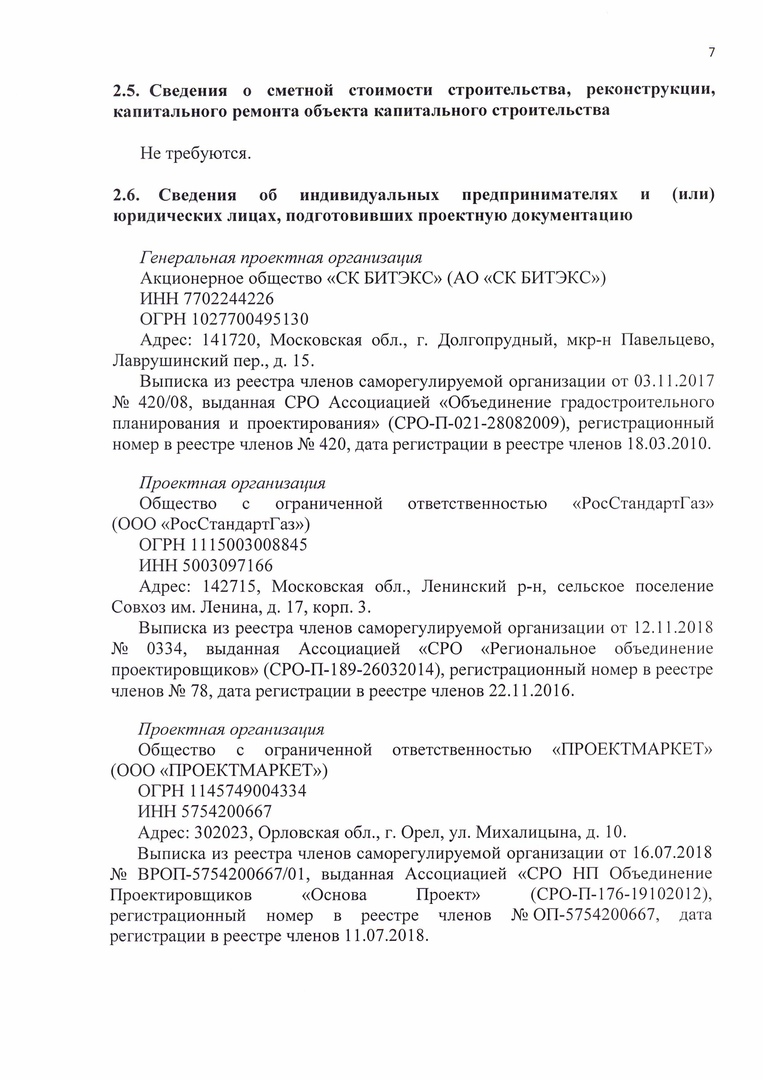 7
2.5. Сведения о сметной стоимости строительства, реконструкции,
капитального ремонта объекта капитального строительства
Не требуются.
2.6. Сведения об индивидуальных предпринимателях и (или)
юридических лицах, подготовивших проектную документацию
Генеральная проектная организация
Акционерное общество «СК БИТЭКС» (АО «СК БИТЭКС»)
ИНН 7702244226
ОГРН 1027700495130
Адрес: 141720, Московская обл., г. Долгопрудный, мкр-н Павельцево,
Лаврушинский пер., д. 15.
Выписка из реестра членов саморегулируемой организации от 03.11.2017
№ 420/08, выданная СРО Ассоциацией «Объединение градостроительного
планирования и проектирования» (СРО-П-021-28082009), регистрационный
номер в реестре членов № 420, дата регистрации в реестре членов 18.03.2010.
Проектная организация
Общество с ограниченной ответственностью «РосСтандартГаз»
(ООО «РосСтандартГаз»)
ОГРН 1115003008845
ИНН 5003097166
Адрес: 142715, Московская обл., Ленинский р-н, сельское поселение
Совхоз им. Ленина, д. 17, корп. 3.
Выписка из реестра членов саморегулируемой организации от 12.11.2018
№ 0334, выданная Ассоциацией «СРО «Региональное объединение
проектировщиков» (СРО-П-189-26032014), регистрационный номер в реестре
членов № 78, дата регистрации в реестре членов 22.11.2016.
Проектная организация
Общество с ограниченной ответственностью «ПРОЕКТМАРКЕТ»
(ООО «ПРОЕКТМАРКЕТ»)
ОГРН 1145749004334
ИНН 5754200667
Адрес: 302023, Орловская обл., г. Орел, ул. Михалицына, д. 10.
Выписка из реестра членов саморегулируемой организации от 16.07.2018
№ ВРОП-5754200667/01, выданная Ассоциацией «СРО НП Объединение
Проектировщиков «Основа Проект» (СРО-П-176-19102012),
регистрационный номер в реестре членов № ОП-5754200667, дата
регистрации в реестре членов 11.07.2018.